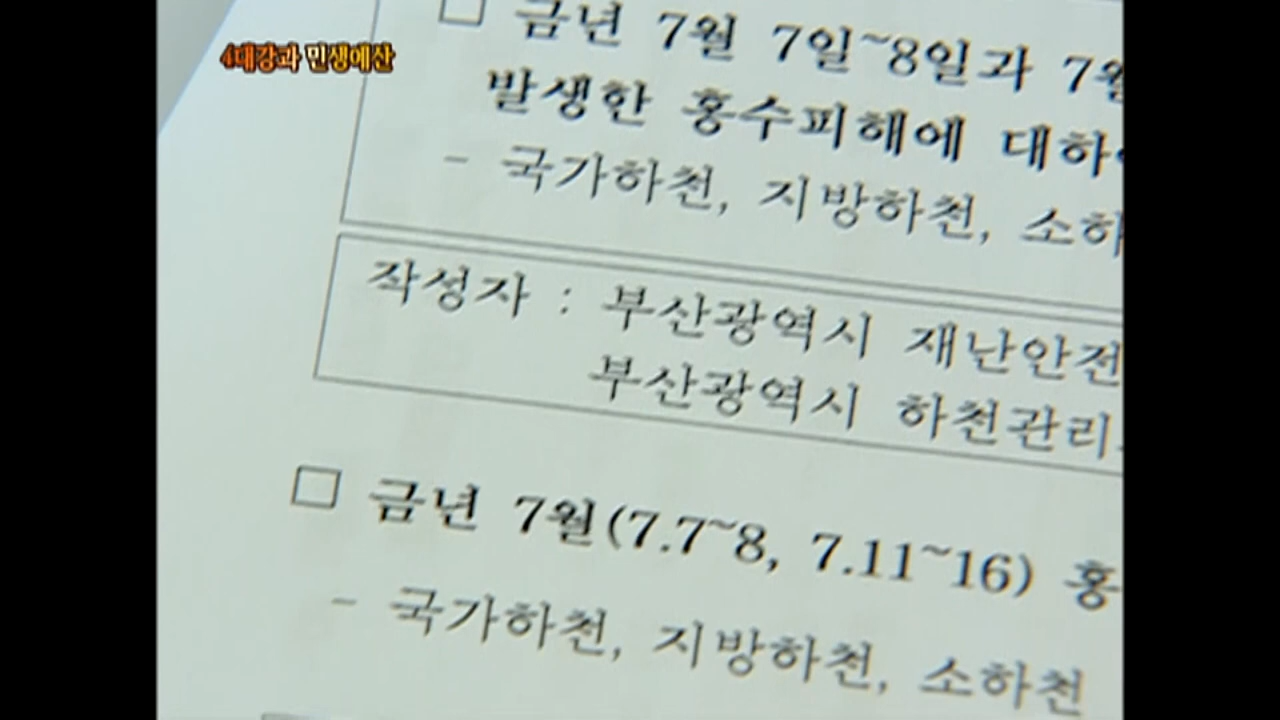 4대강과 민생예산
□ 금년 7월 7일~8일과 7월
발생한 홍수피해에 대하
- 국가하천, 지방하천, 소하
작성자 : 부산광역시 재난안전
부산광역시 하천관리
□ 금년 7월(7.7~8, 7.11~16) 홍
- 국가하천, 지방하천, 소하천